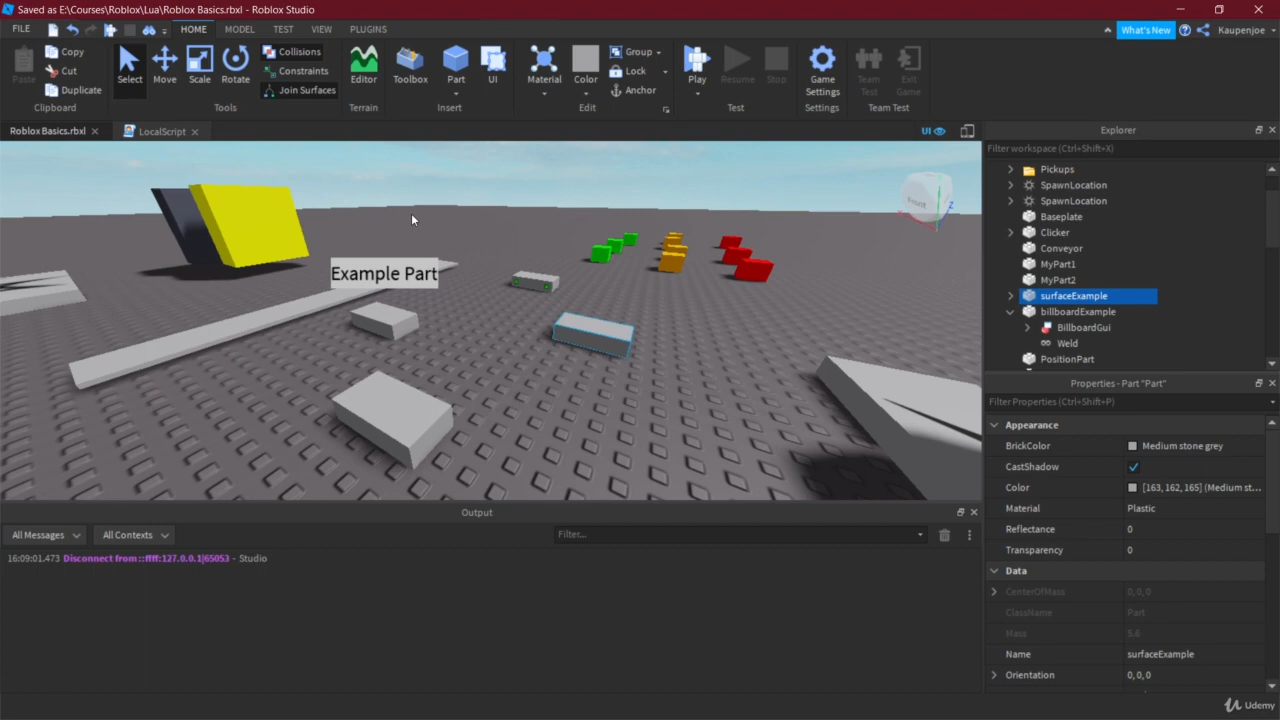 Saved as E:\Courses\Roblox\Lua\Roblox Basics.rbxl - Roblox Studio
FILE HOME MODEL TEST VIEW PLUGINS What's New Kaupenjoe
Paste Copy Cut Duplicate Clipboard
Select Move Scale Rotate Collisions Constraints Join Surfaces Tools
Editor Terrain
Toolbox Part UI Insert
Material Color Group Lock Anchor Edit
Play Resume Stop Test
Game Settings Settings
Team Test Exit Game Team Test
Roblox Basics.rbxl LocalScript UI
Front
Z
Example Part
Explorer
Filter workspace (Ctrl+Shift+X)
Pickups
SpawnLocation
SpawnLocation
Baseplate
Clicker
Conveyor
MyPart1
MyPart2
surfaceExample
billboardExample
BillboardGui
Weld
PositionPart
Properties - Part "Part"
Filter Properties (Ctrl+Shift+P)
Appearance
BrickColor Medium stone grey
CastShadow
Color [163, 162, 165] (Medium st...
Material Plastic
Reflectance 0
Transparency 0
Data
CenterOfMass 0, 0, 0
ClassName Part
Mass 5.6
Name surfaceExample
Orientation 0, 0, 0
Output
All Messages All Contexts Filter...
16:09:01.473 Disconnect from ::ffff:127.0.0.1|65053 - Studio
Udemy